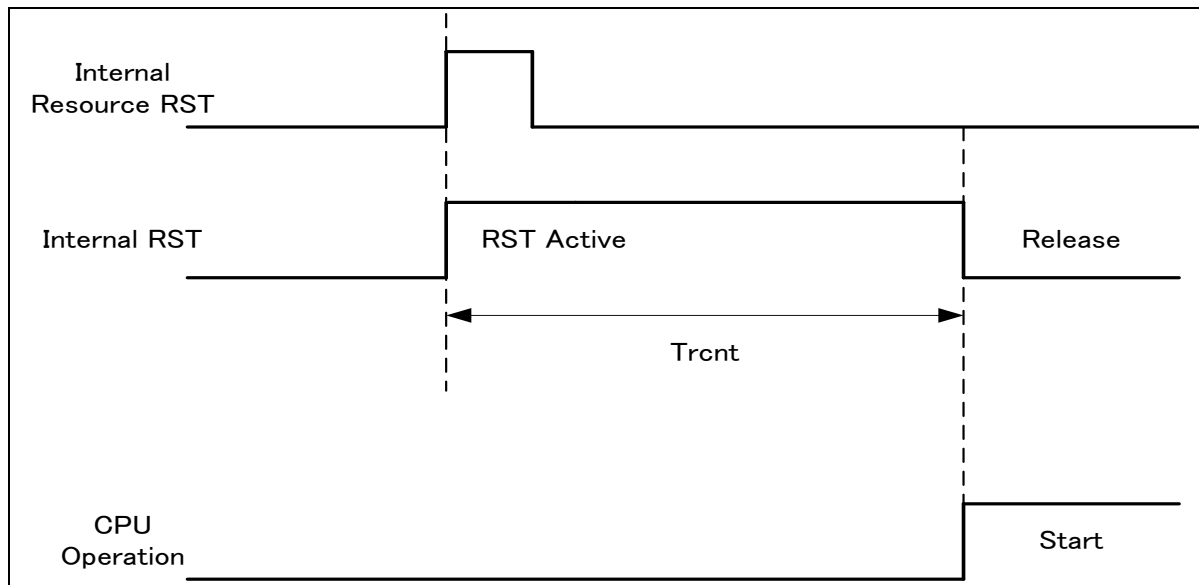 Internal
Resource RST
Internal RST
RST Active
Release
Trcnt
CPU
Operation
Start